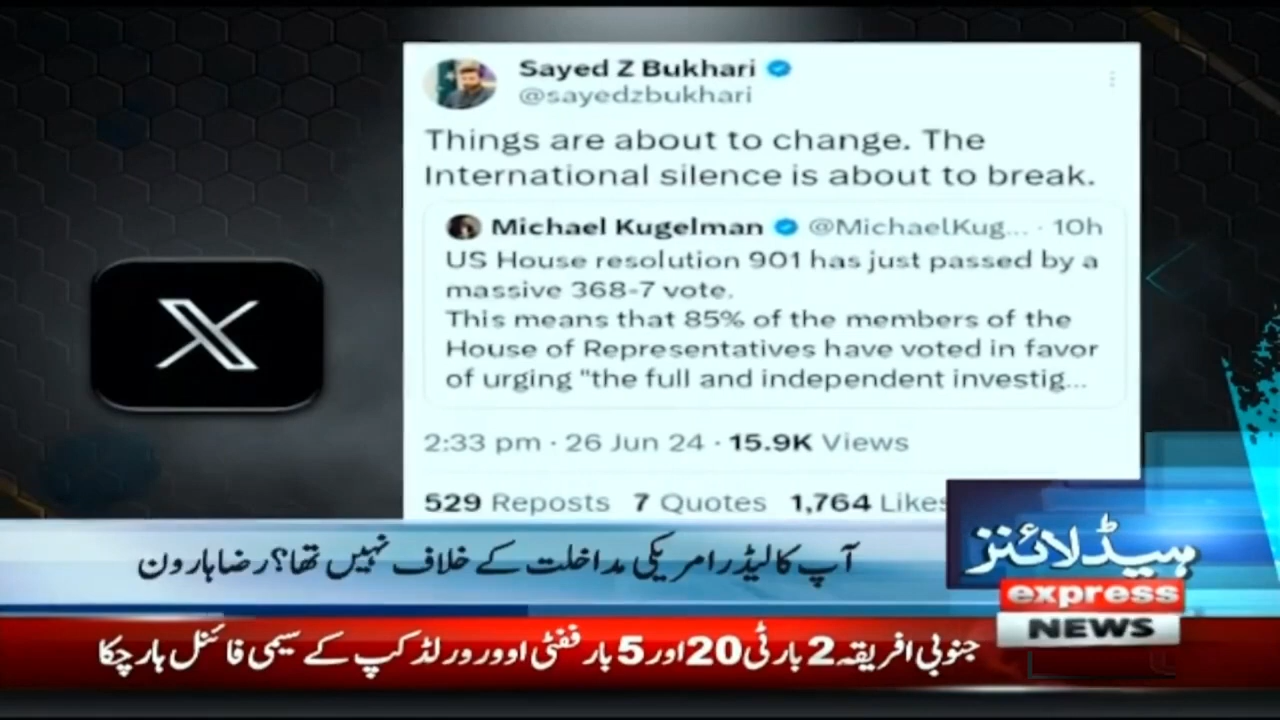 Sayed Z Bukhari
@sayedzbukhari
Things are about to change. The
International silence is about to break.
Michael Kugelman @MichaelKug... · 10h
US House resolution 901 has just passed by a
massive 368-7 vote.
This means that 85% of the members of the
House of Representatives have voted in favor
of urging "the full and independent investig...
2:33 pm · 26 Jun 24 · 15.9K Views
529 Reposts 7 Quotes 1,764 Likes
X
آپ کا لیڈر امریکی مداخلت کے خلاف نہیں تھا؟ رضا ہارون
ہیڈلائنز
express
NEWS
جنوبی افریقہ 2 بار ٹی 20 اور 5 بار ففٹی اوور ورلڈ کپ کے سیمی فائنل ہار چکا